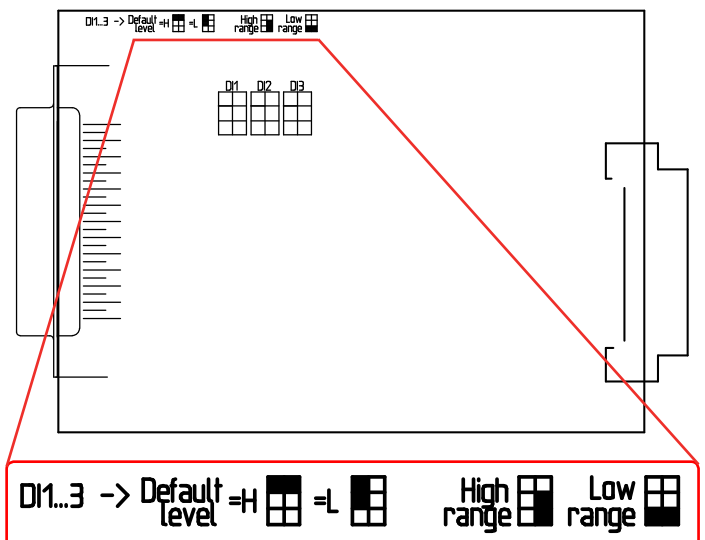 DI1...3 -> Default level =H =L High range Low range
DI1 DI2 DI3
DI1...3 -> Default level =H =L High range Low range